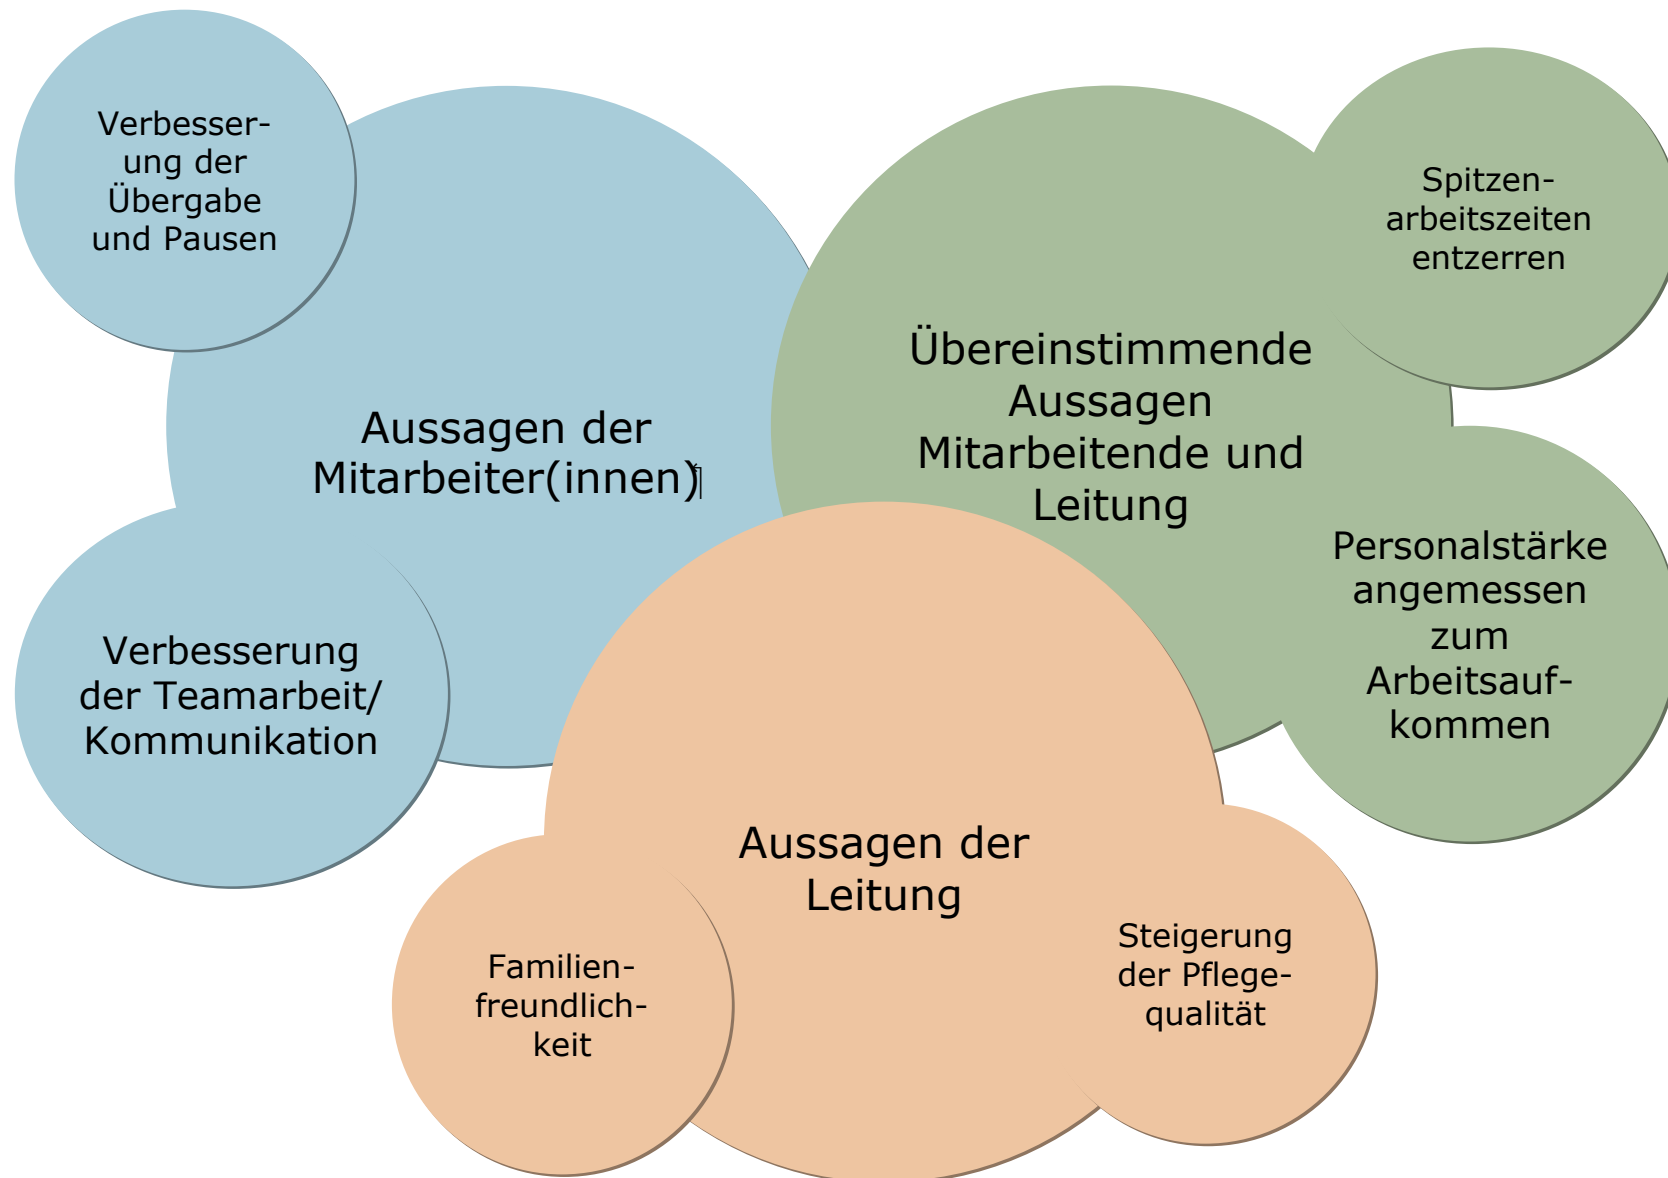 Verbesser-
ung der
Übergabe
und Pausen
Aussagen der
Mitarbeiter(innen)
Verbesserung
der Teamarbeit/
Kommunikation
Übereinstimmende
Aussagen
Mitarbeitende und
Leitung
Spitzen-
arbeitszeiten
entzerren
Personalstärke
angemessen
zum
Arbeitsauf-
kommen
Aussagen der
Leitung
Familien-
freundlich-
keit
Steigerung
der Pflege-
qualität